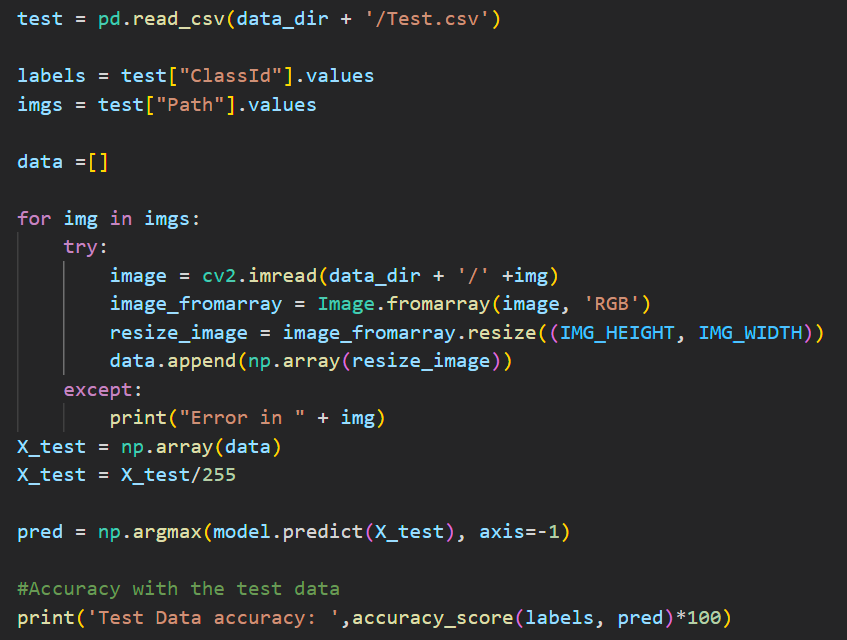 test = pd.read_csv(data_dir + '/Test.csv')

labels = test["ClassId"].values
imgs = test["Path"].values

data =[]

for img in imgs:
    try:
        image = cv2.imread(data_dir + '/' +img)
        image_fromarray = Image.fromarray(image, 'RGB')
        resize_image = image_fromarray.resize((IMG_HEIGHT, IMG_WIDTH))
        data.append(np.array(resize_image))
    except:
        print("Error in " + img)
X_test = np.array(data)
X_test = X_test/255

pred = np.argmax(model.predict(X_test), axis=-1)

#Accuracy with the test data
print('Test Data accuracy: ',accuracy_score(labels, pred)*100)